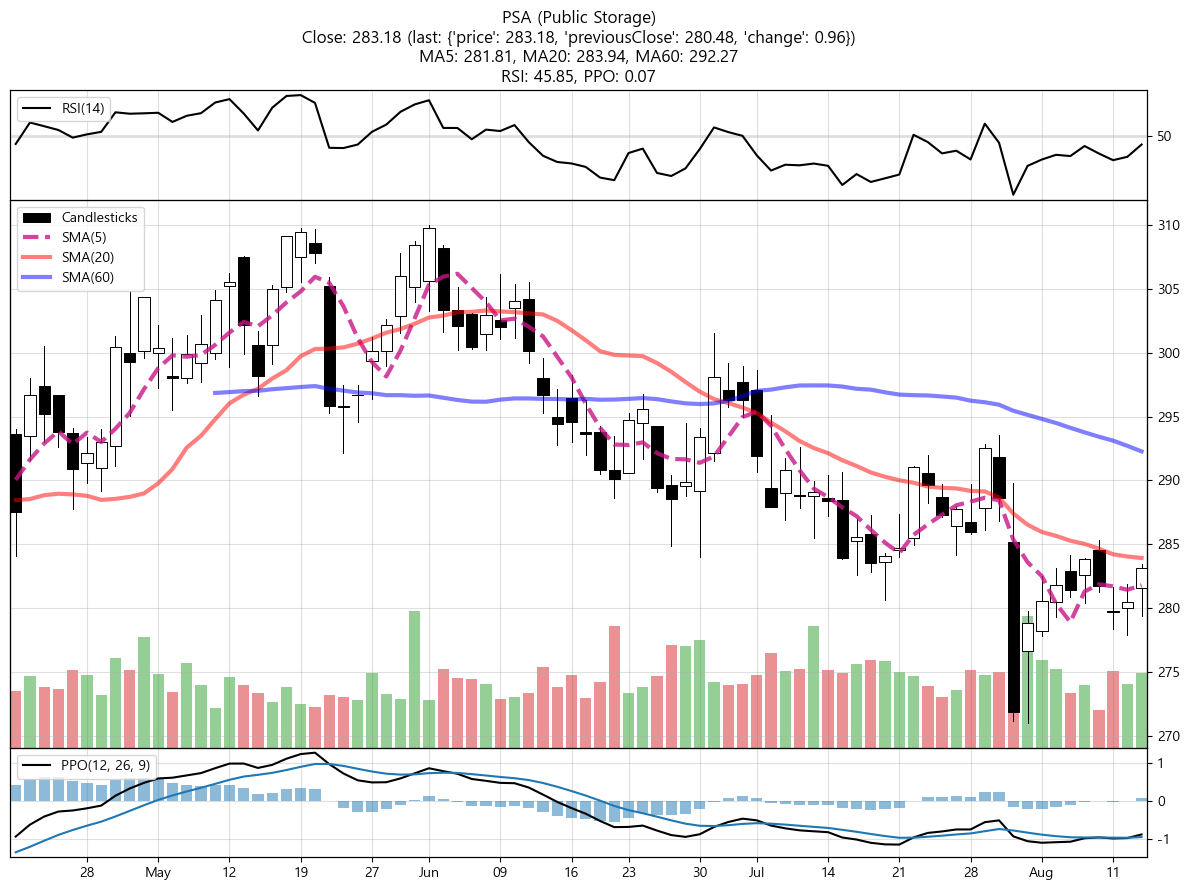 PSA (Public Storage)
Close: 283.18 (last: {'price': 283.18, 'previousClose': 280.48, 'change': 0.96})
MA5: 281.81, MA20: 283.94, MA60: 292.27
RSI: 45.85, PPO: 0.07
RSI(14)
50
Candlesticks
SMA(5)
SMA(20)
SMA(60)
310
305
300
295
290
285
280
275
270
PPO(12, 26, 9)
1
0
-1
28 May 12 19 27 Jun 09 16 23 30 Jul 14 21 28 Aug 11